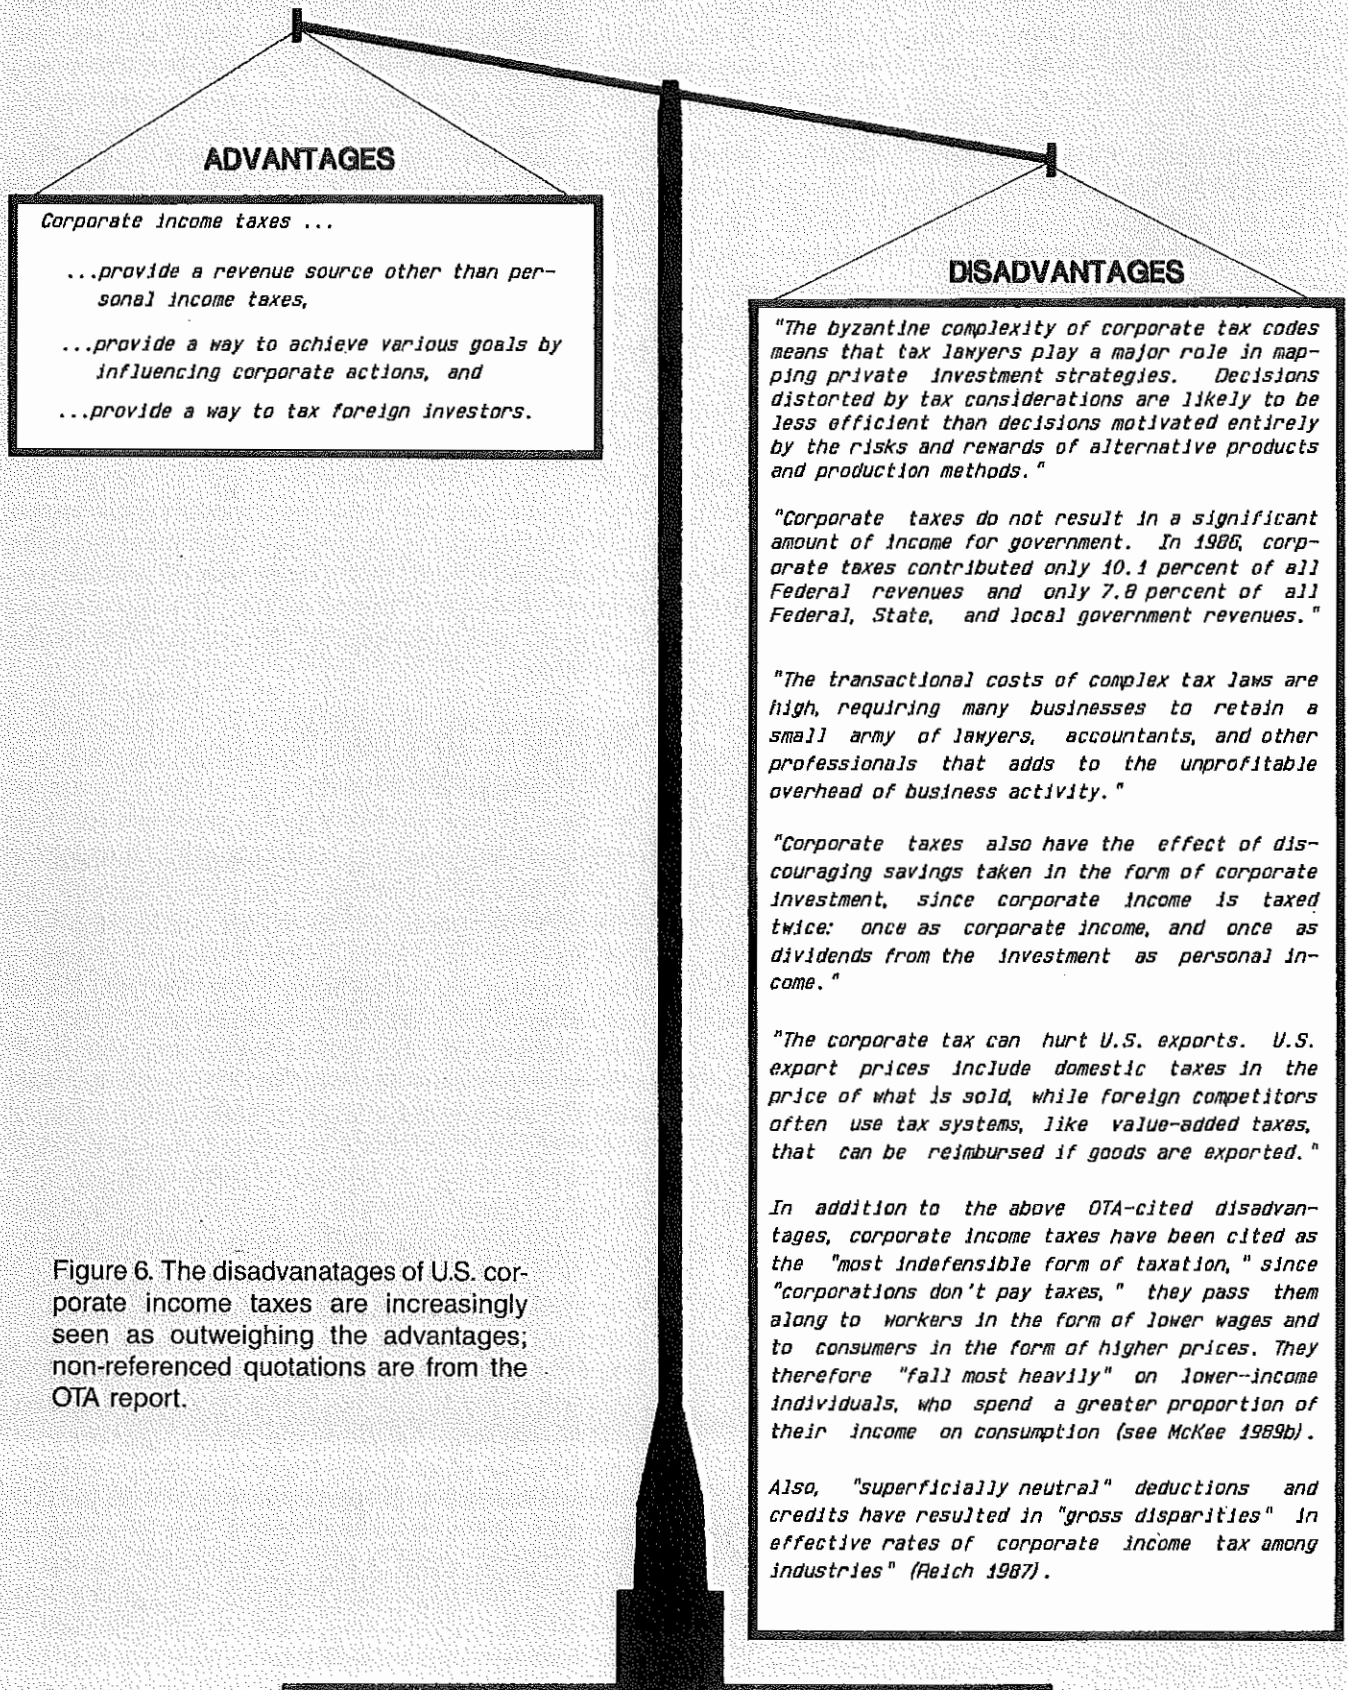 ADVANTAGES
Corporate income taxes ...
...provide a revenue source other than per-
sonal income taxes,
...provide a way to achieve various goals by
influencing corporate actions, and
...provide a way to tax foreign investors.
DISADVANTAGES
"The byzantine complexity of corporate tax codes
means that tax lawyers play a major role in map-
ping private investment strategies. Decisions
distorted by tax considerations are likely to be
less efficient than decisions motivated entirely
by the risks and rewards of alternative products
and production methods."
"Corporate taxes do not result in a significant
amount of income for government. In 1986, corp-
orate taxes contributed only 10.1 percent of all
Federal revenues and only 7.8 percent of all
Federal, State, and local government revenues."
"The transactional costs of complex tax laws are
high, requiring many businesses to retain a
small army of lawyers, accountants, and other
professionals that adds to the unprofitable
overhead of business activity."
"Corporate taxes also have the effect of dis-
couraging savings taken in the form of corporate
investment, since corporate income is taxed
twice: once as corporate income, and once as
dividends from the investment as personal in-
come."
"The corporate tax can hurt U.S. exports. U.S.
export prices include domestic taxes in the
price of what is sold, while foreign competitors
often use tax systems, like value-added taxes,
that can be reimbursed if goods are exported."
In addition to the above OTA-cited disadvan-
tages, corporate income taxes have been cited as
the "most indefensible form of taxation," since
"corporations don't pay taxes," they pass them
along to workers in the form of lower wages and
to consumers in the form of higher prices. They
therefore "fall most heavily" on lower-income
individuals, who spend a greater proportion of
their income on consumption (see McKee 1989b).
Also, "superficially neutral" deductions and
credits have resulted in "gross disparities" in
effective rates of corporate income tax among
industries" (Reich 1987).
Figure 6. The disadvanatages of U.S. cor-
porate income taxes are increasingly
seen as outweighing the advantages;
non-referenced quotations are from the
OTA report.